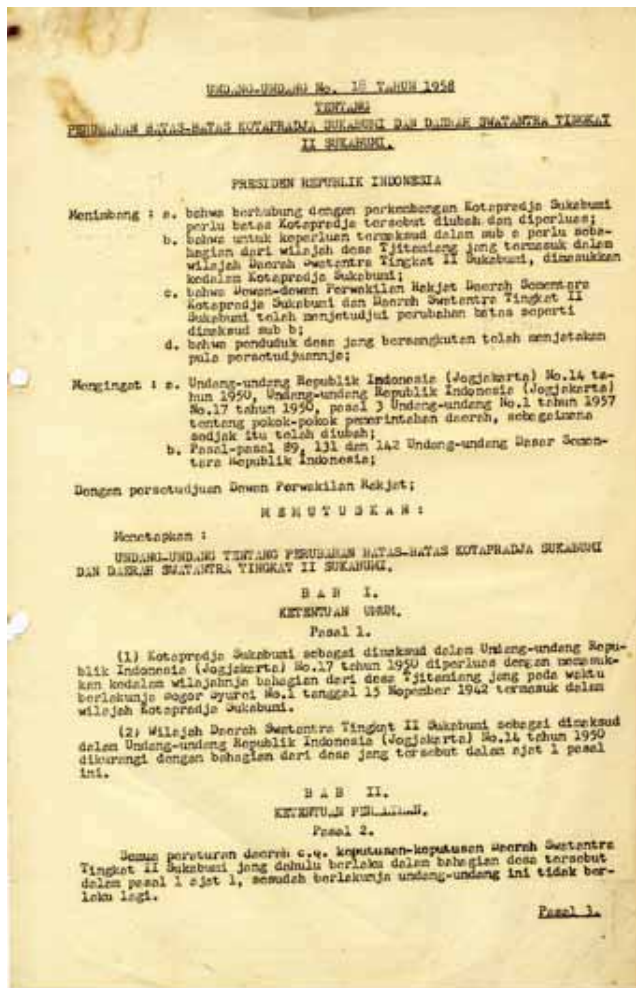 UNDANG-UNDANG No. 18 TAHUN 1958
TENTANG
PERUBAHAN BATAS-BATAS KOTAPRADJA SUKABUMI DAN DAERAH SWATANTRA TINGKAT
II SUKABUMI.
PRESIDEN REPUBLIK INDONESIA
Menimbang : a. bahwa berhubung dengan perkembangan Kotapradja Sukabumi
perlu batas Kotapradja tersebut diubah dan diperluas;
b. bahwa untuk keperluan termaksud dalam sub a perlu seba-
hagian dari wilajah desa Tjitamiang jang termasuk dalam
wilajah Daerah Swatantra Tingkat II Sukabumi, dimasukkan
kedalam Kotapradja Sukabumi;
c. bahwa Dewan-dewan Perwakilan Rakjat Daerah Sementara
Kotapradja Sukabumi dan Daerah Swatantra Tingkat II
Sukabumi telah menjetudjui perubahan batas seperti
dimaksud sub b;
d. bahwa penduduk desa jang bersangkutan telah menjatakan
pula persetudjuannja;
Mengingat : a. Undang-undang Republik Indonesia (Jogjakarta) No.14 ta-
hun 1950, Undang-undang Republik Indonesia (Jogjakarta)
No.17 tahun 1950, pasal 3 Undang-undang No.1 tahun 1957
tentang pokok-pokok pemerintahan daerah, sebagaimana
sedjak itu telah diubah;
b. Pasal-pasal 89, 131 dan 142 Undang-undang Dasar Semen-
tara Republik Indonesia;
Dengan persetudjuan Dewan Perwakilan Rakjat;
M E M U T U S K A N :
Menetapkan :
UNDANG-UNDANG TENTANG PERUBAHAN BATAS-BATAS KOTAPRADJA SUKABUMI
DAN DAERAH SWATANTRA TINGKAT II SUKABUMI.
B A B I.
KETENTUAN UMUM.
Pasal 1.
(1) Kotapradja Sukabumi sebagai dimaksud dalam Undang-undang Repu-
blik Indonesia (Jogjakarta) No.17 tahun 1950 diperluas dengan memasuk-
kan kedalam wilajahnja bahagian dari desa Tjitamiang jang pada waktu
berlakunja Bogor Syurei No.1 tanggal 15 Nopember 1942 termasuk dalam
wilajah Kotapradja Sukabumi.
(2) Wilajah Daerah Swatantra Tingkat II Sukabumi sebagai dimaksud
dalam Undang-undang Republik Indonesia (Jogjakarta) No.14 tahun 1950
dikurangi dengan bahagian dari desa jang tersebut dalam ajat 1 pasal
ini.
B A B II.
KETENTUAN PERALIHAN.
Pasal 2.
Semua peraturan daerah c.q. keputusan-keputusan Daerah Swatantra
Tingkat II Sukabumi jang dahulu berlaku dalam bahagian desa tersebut
dalam pasal 1 ajat 1, sesudah berlakunja undang-undang ini tidak ber-
laku lagi.
Pasal 3.